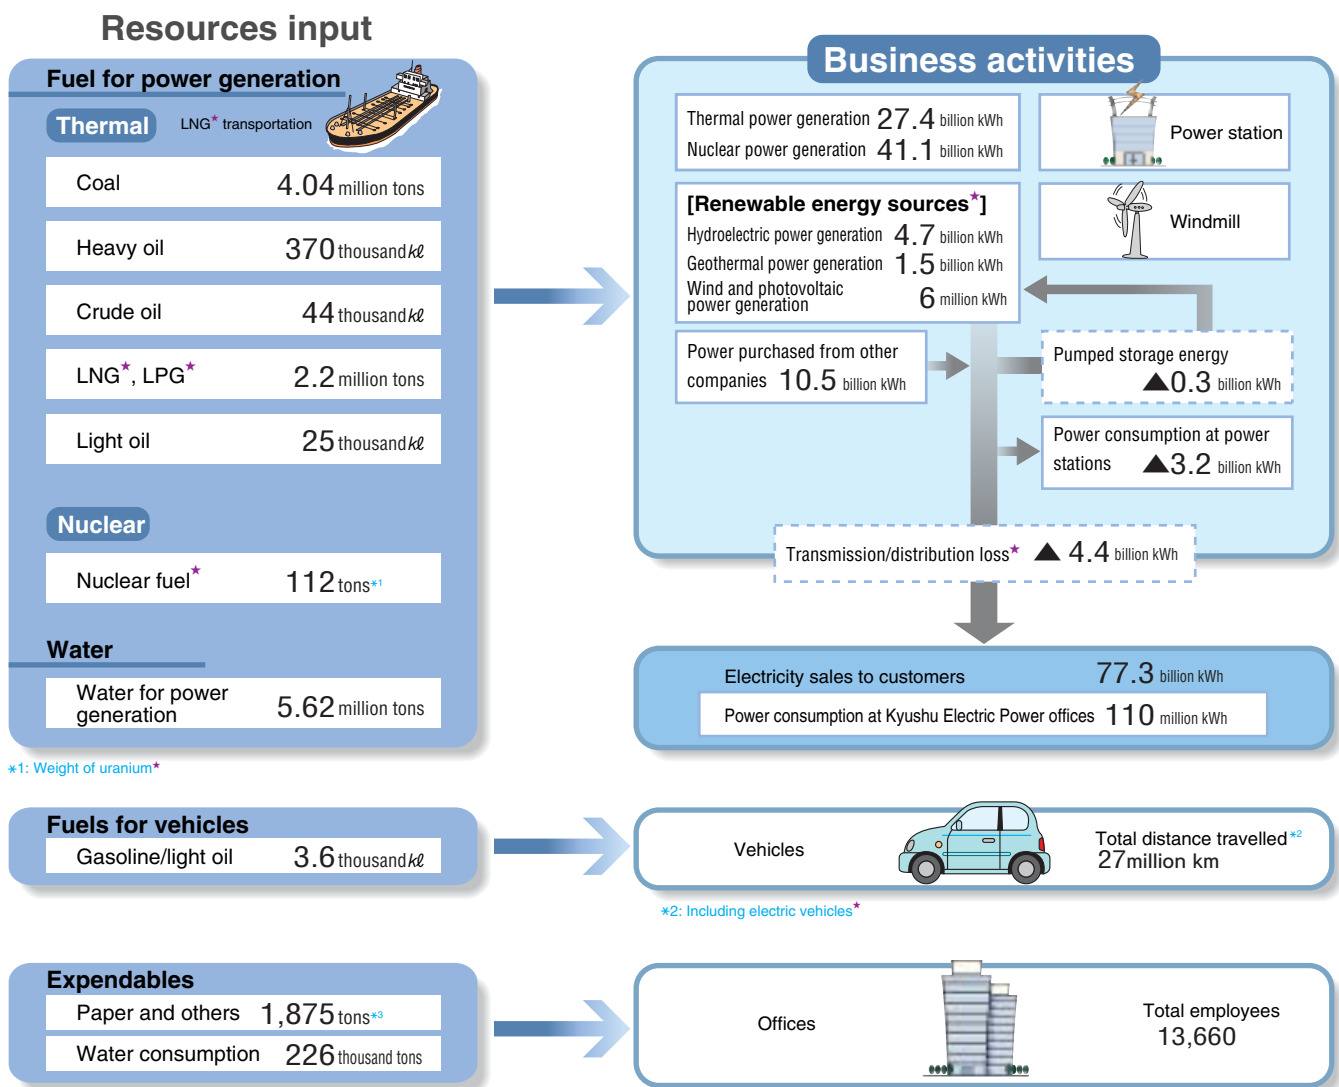 Resources input
Fuel for power generation
Thermal
LNG★ transportation
Coal 4.04 million tons
Heavy oil 370 thousand kℓ
Crude oil 44 thousand kℓ
LNG★, LPG★ 2.2 million tons
Light oil 25 thousand kℓ
Nuclear
Nuclear fuel★ 112 tons*1
Water
Water for power
generation 5.62 million tons
*1: Weight of uranium★
Fuels for vehicles
Gasoline/light oil 3.6 thousand kℓ
Expendables
Paper and others 1,875 tons*3
Water consumption 226 thousand tons
Business activities
Thermal power generation 27.4 billion kWh
Nuclear power generation 41.1 billion kWh
Power station
[Renewable energy sources★]
Hydroelectric power generation 4.7 billion kWh
Geothermal power generation 1.5 billion kWh
Wind and photovoltaic
power generation 6 million kWh
Windmill
Power purchased from other
companies 10.5 billion kWh
Pumped storage energy
▲0.3 billion kWh
Power consumption at power
stations ▲3.2 billion kWh
Transmission/distribution loss★ ▲ 4.4 billion kWh
Electricity sales to customers 77.3 billion kWh
Power consumption at Kyushu Electric Power offices 110 million kWh
Vehicles
Total distance travelled*2
27million km
*2: Including electric vehicles★
Offices
Total employees
13,660